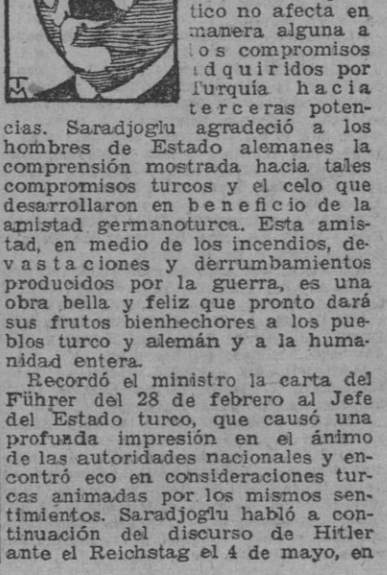 tico no afecta en
manera alguna a
los compromisos
adquiridos por
Turquía hacia
terceras poten-
cias. Saradjoglu agradeció a los
hombres de Estado alemanes la
comprensión mostrada hacia tales
compromisos turcos y el celo que
desarrollaron en beneficio de la
amistad germanoturca. Esta amis-
tad, en medio de los incendios, de-
vastaciones y derrumbamientos
producidos por la guerra, es una
obra bella y feliz que pronto dará
sus frutos bienhechores a los pue-
blos turco y alemán y a la huma-
nidad entera.
Recordó el ministro la carta del
Führer del 28 de febrero al Jefe
del Estado turco, que causó una
profunda impresión en el ánimo
de las autoridades nacionales y en-
contró eco en consideraciones tur-
cas animadas por los mismos sen-
timientos. Saradjoglu habló a con-
tinuación del discurso de Hitler
ante el Reichstag el 4 de mayo, en